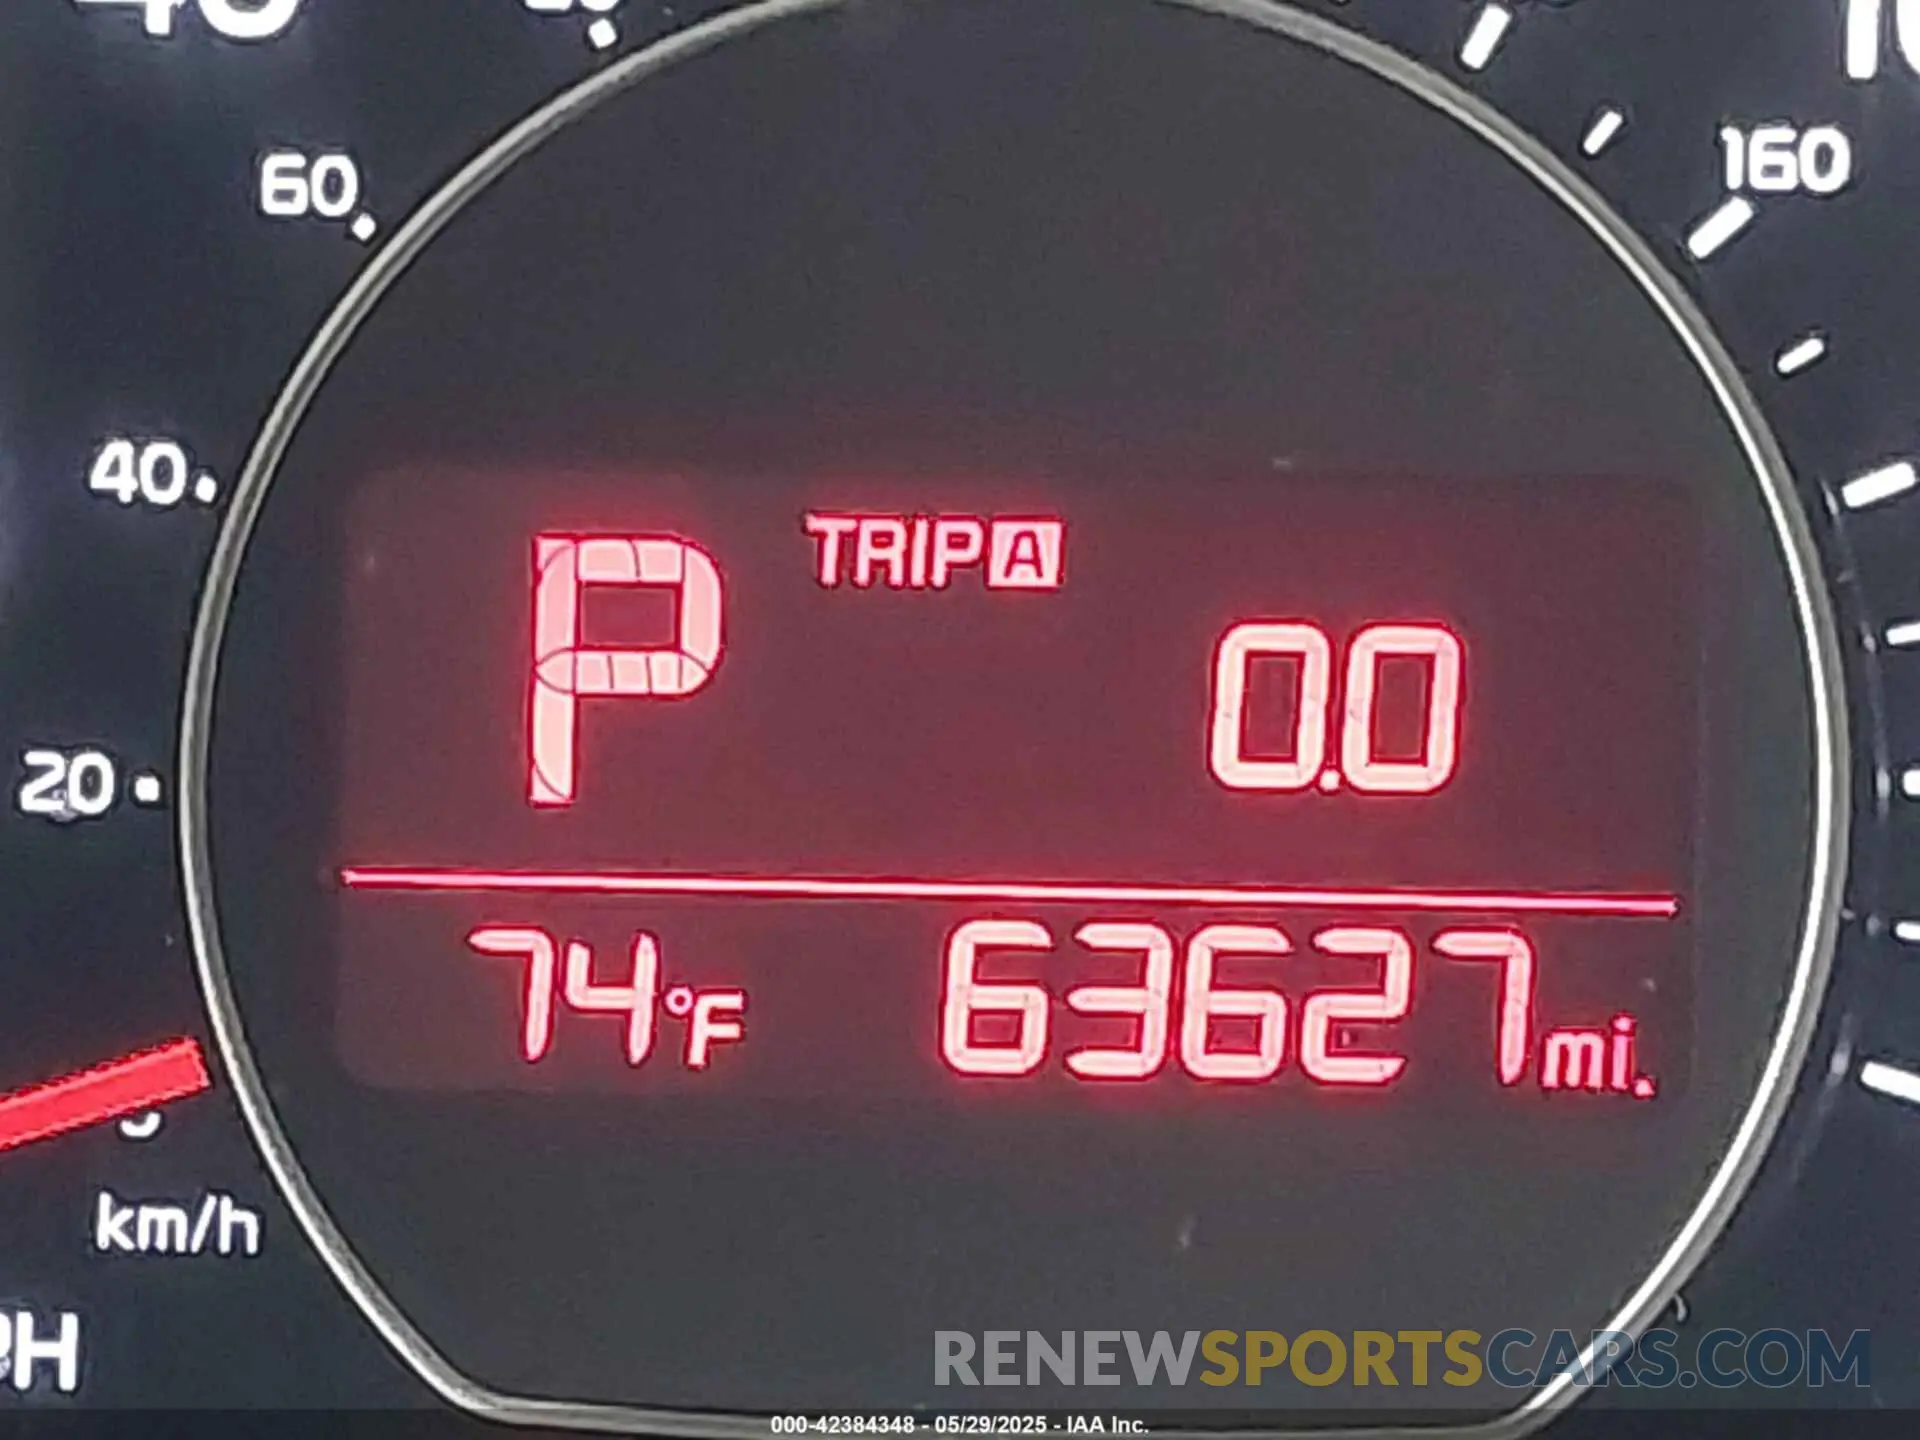 60
160
40
TRIP A
P
0.0
20
74°F 63627 mi.
km/h
RENEWSPORTSCARS.COM
000-42384348 - 05/29/2025 - IAA Inc.